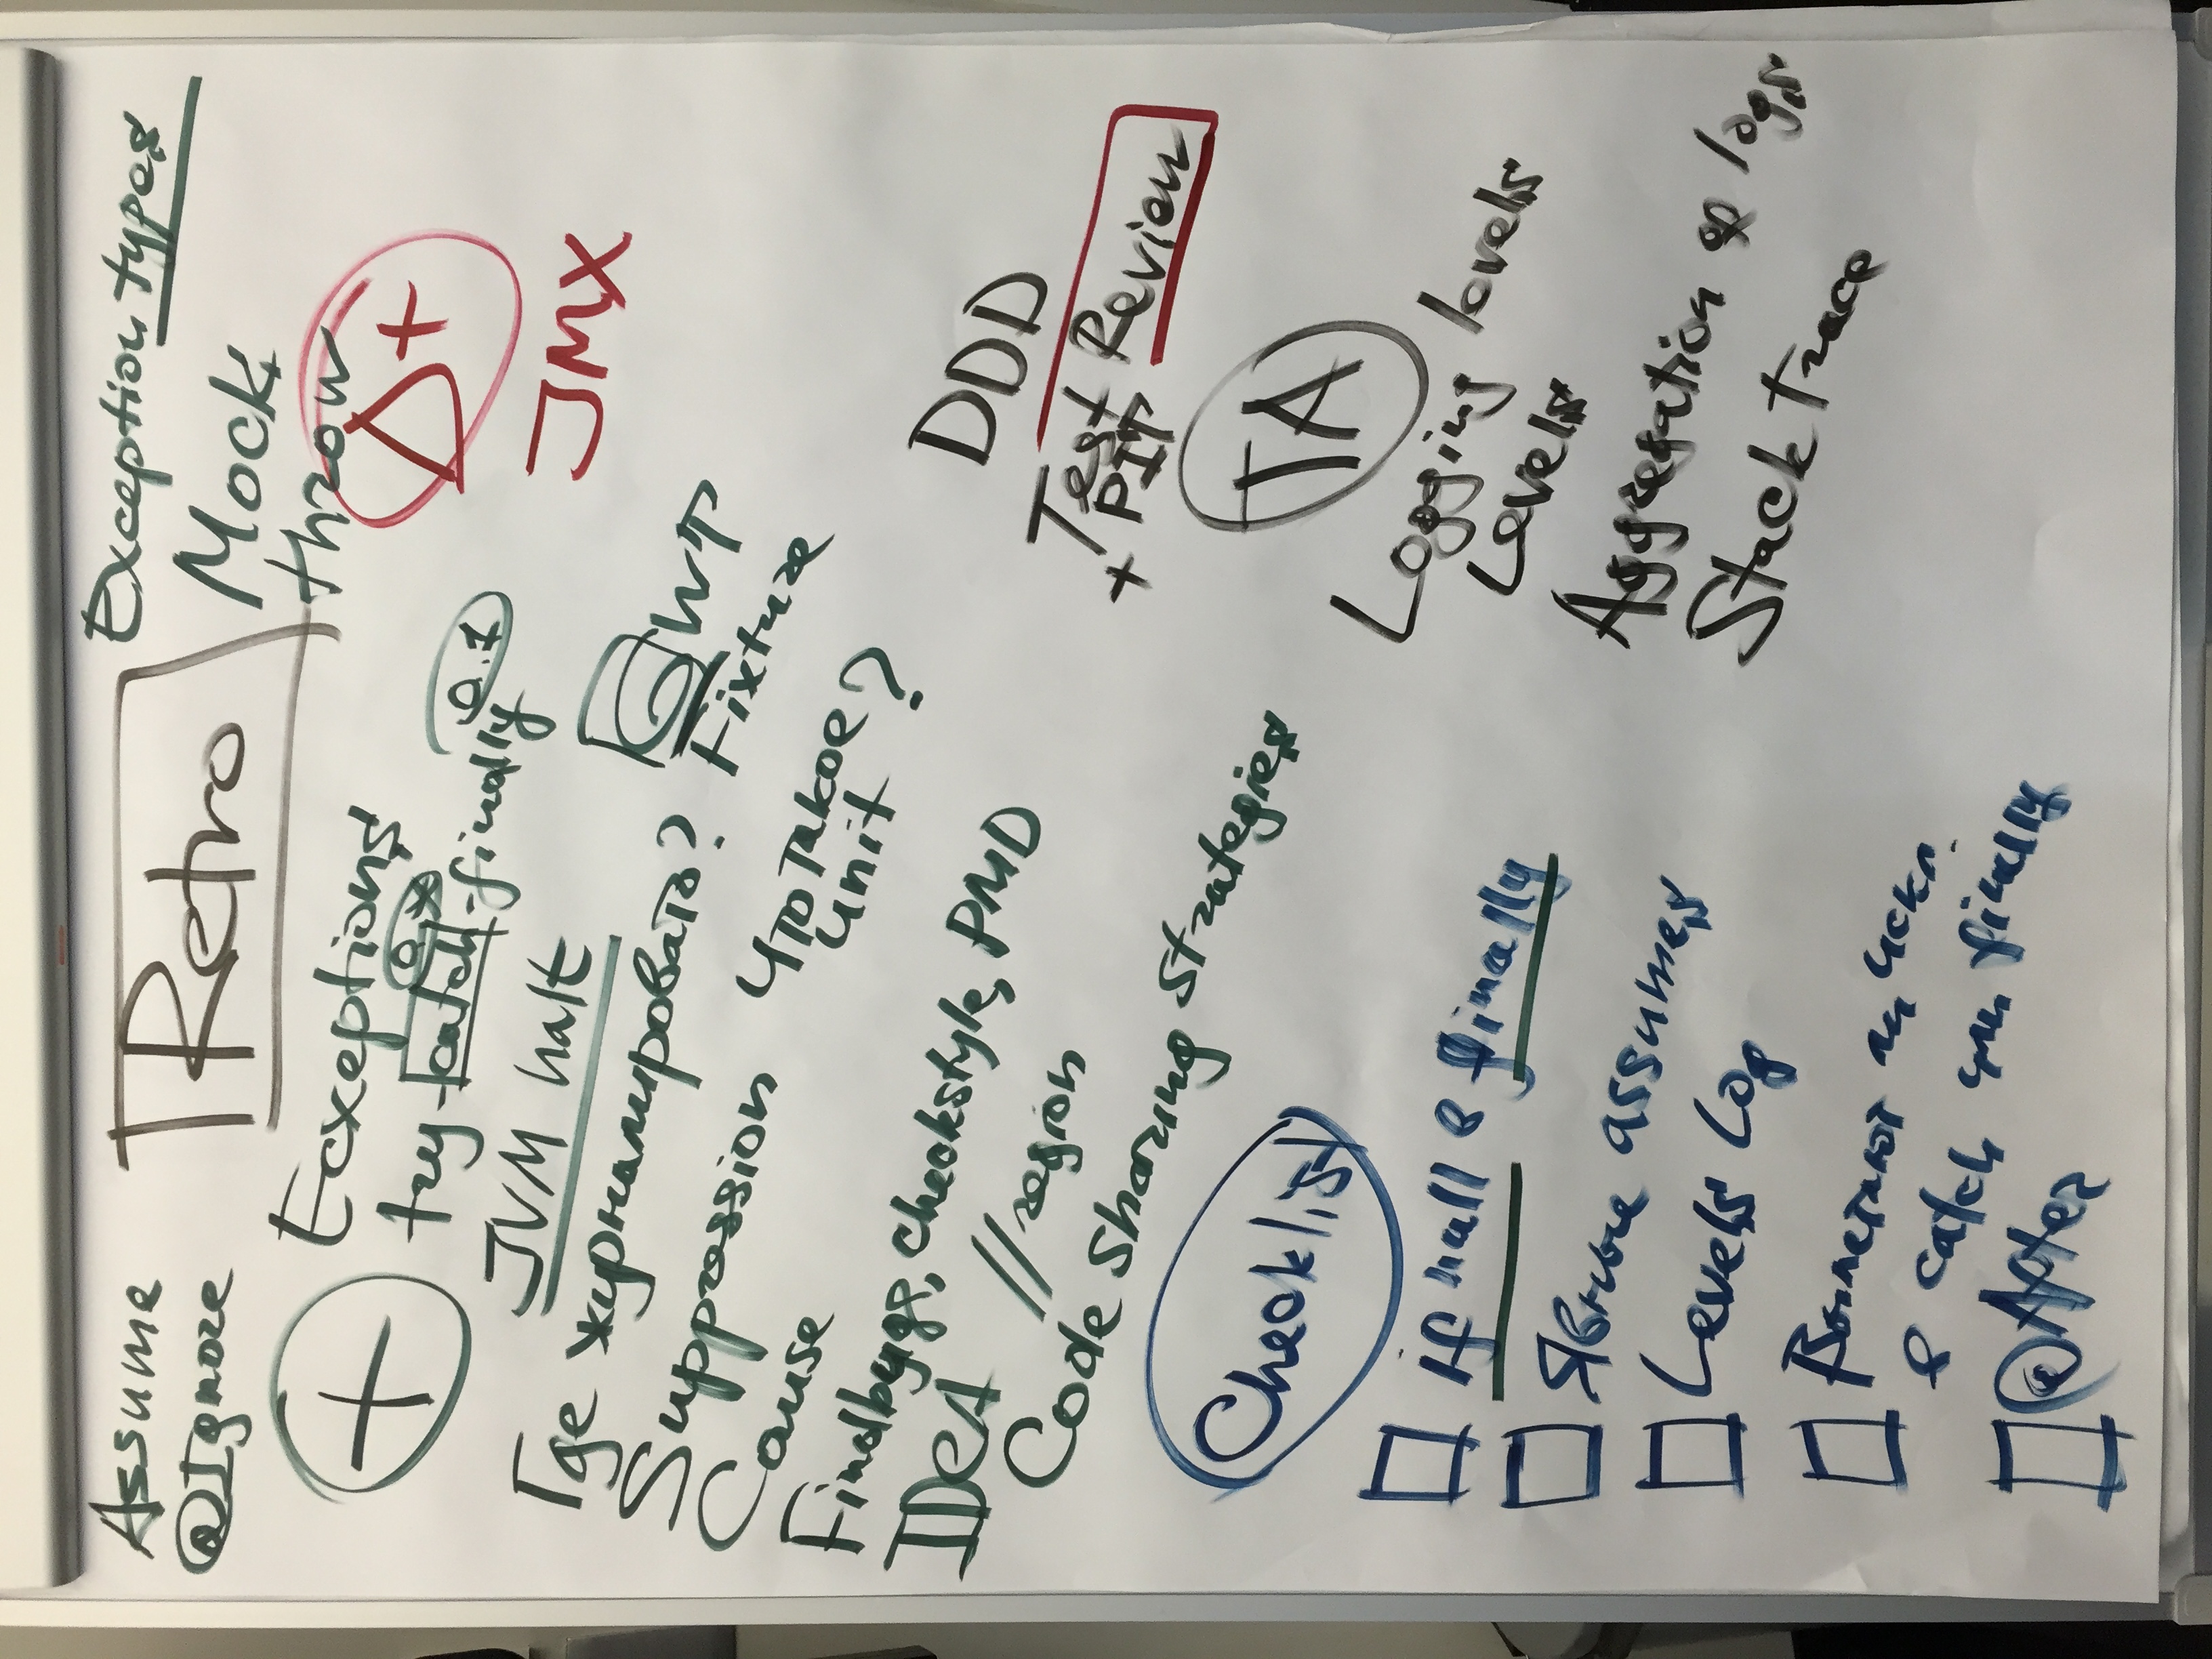 Retro
Assume
@Ignore
Exception types
Mock
throw
+
Ecxeptions
0..*
try-catch-finally
0..1
JVM halt
Δ+
JMX
Где журналировать?
GWT
Fixture
Suppression
Cause
Что такое
unit?
Findbugs, Checkstyle, PMD
IDeA
//region
Code sharing strategies
DDD
Test Review
+ PIT
TA
Logging levels
Levels
Aggregation of logs
Stack trace
Checklist
if null в finally
Явные assumes
Levels Log
Вылетают ли искл.
в catch или finally
@After